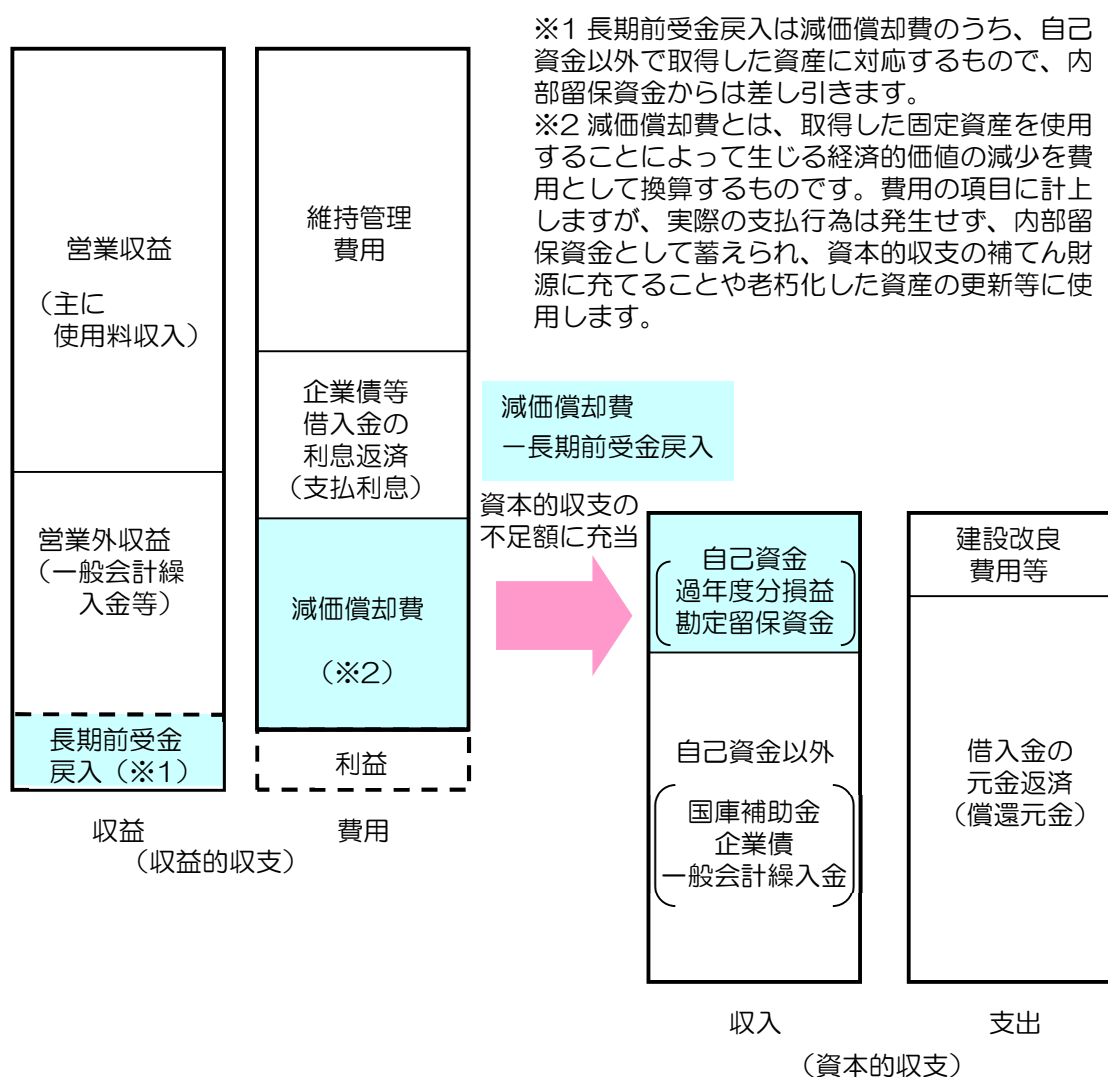 ※1 長期前受金戻入は減価償却費のうち、自己
資金以外で取得した資産に対応するもので、内
部留保資金からは差し引きます。
※2 減価償却費とは、取得した固定資産を使用
することによって生じる経済的価値の減少を費
用として換算するものです。費用の項目に計上
しますが、実際の支払行為は発生せず、内部留
保資金として蓄えられ、資本的収支の補てん財
源に充てることや老朽化した資産の更新等に使
用します。
営業収益
（主に
使用料収入）
営業外収益
（一般会計繰
入金等）
長期前受金
戻入（※1）
収益
維持管理
費用
企業債等
借入金の
利息返済
（支払利息）
減価償却費
（※2）
利益
費用
（収益的収支）
減価償却費
－長期前受金戻入
資本的収支の
不足額に充当
自己資金
過年度分損益
勘定留保資金
自己資金以外
国庫補助金
企業債
一般会計繰入金
収入
建設改良
費用等
借入金の
元金返済
（償還元金）
支出
（資本的収支）